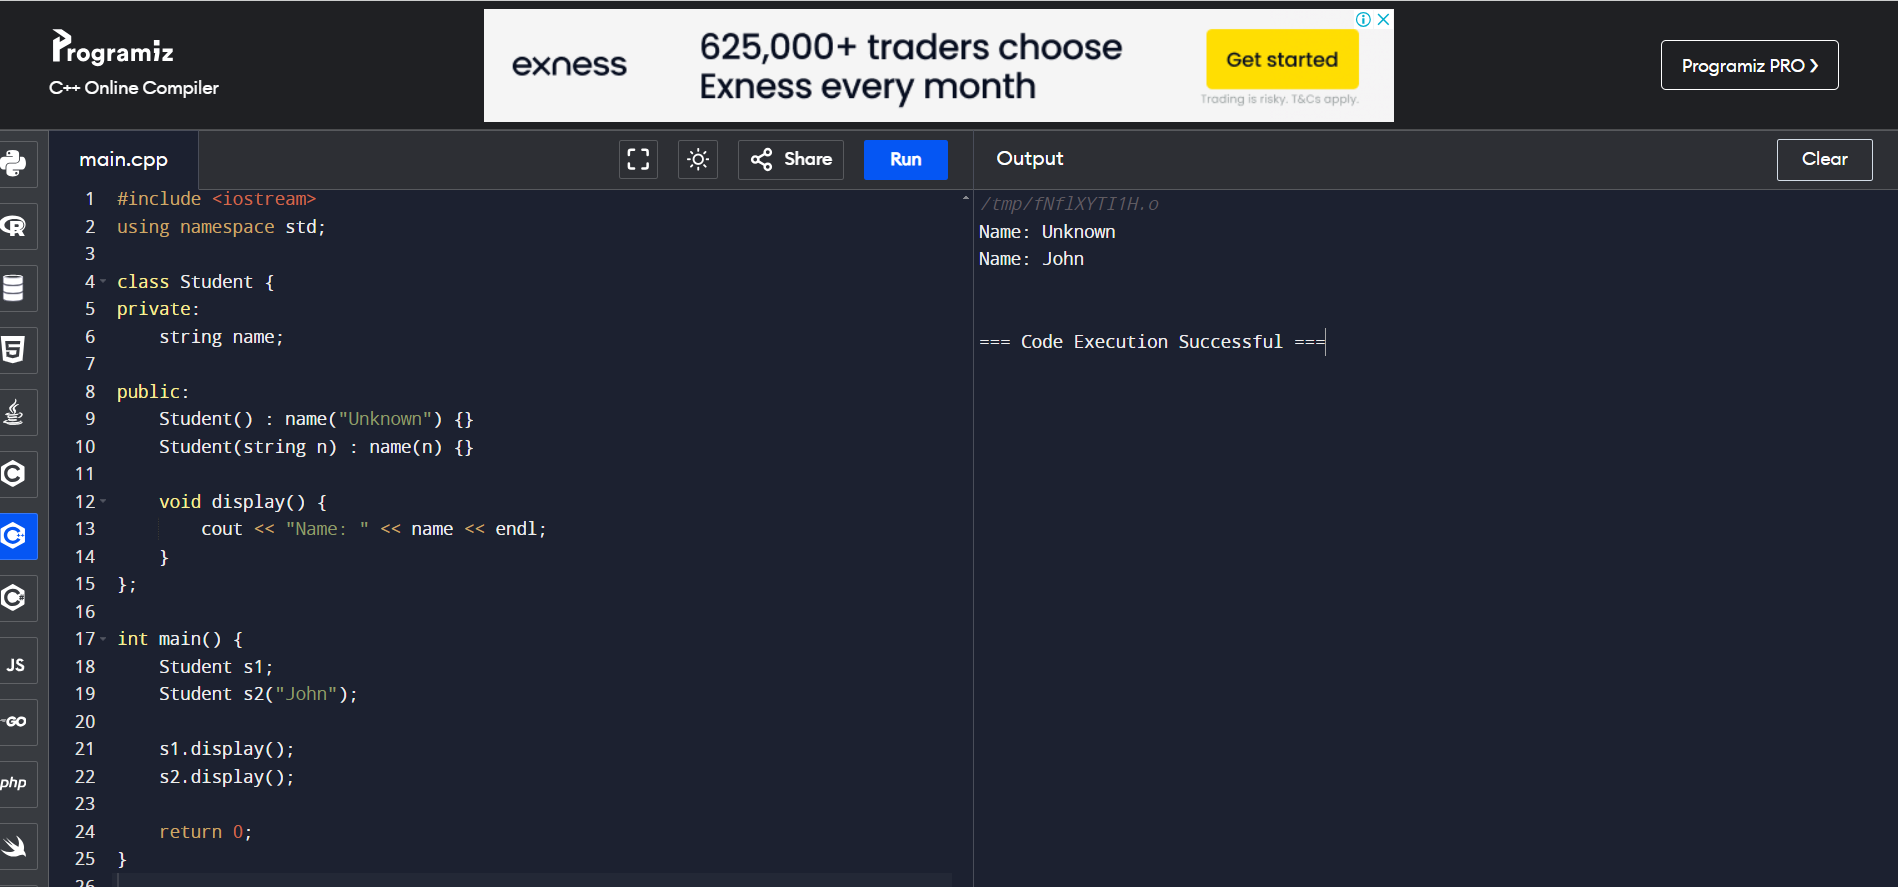 Programiz
C++ Online Compiler
exness
625,000+ traders choose
Exness every month
Get started
Trading is risky. T&Cs apply.
Programiz PRO ❯
main.cpp
Share
Run
Output
Clear
1 #include <iostream>
2 using namespace std;
3
4 class Student {
5 private:
6     string name;
7
8 public:
9     Student() : name("Unknown") {}
10     Student(string n) : name(n) {}
11
12     void display() {
13         cout << "Name: " << name << endl;
14     }
15 };
16
17 int main() {
18     Student s1;
19     Student s2("John");
20
21     s1.display();
22     s2.display();
23
24     return 0;
25 }
26
/tmp/fNflXYTI1H.o
Name: Unknown
Name: John
=== Code Execution Successful ===
R
5
C
C++
C#
JS
GO
php